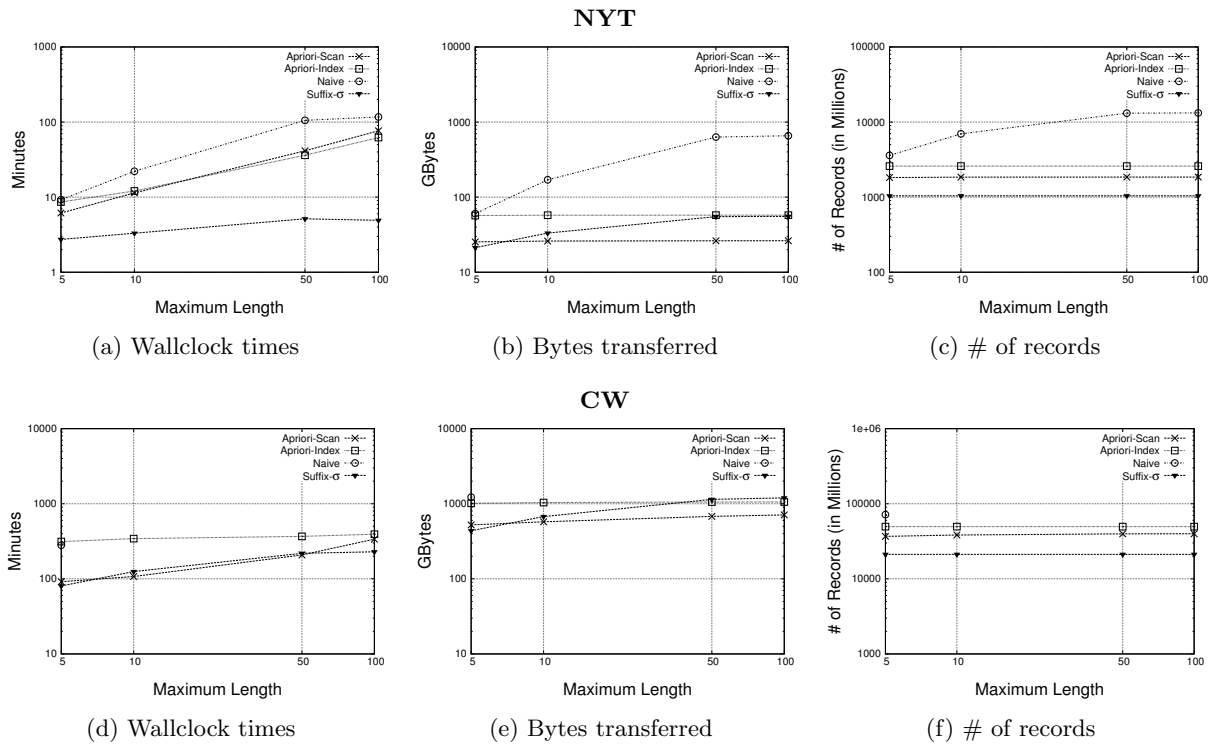 NYT
1000
100
10
1
5
10
50
100
Minutes
Maximum Length
Apriori-Scan
Apriori-Index
Naive
Suffix-σ
(a) Wallclock times
10000
1000
100
10
5
10
50
100
GBytes
Maximum Length
Apriori-Scan
Apriori-Index
Naive
Suffix-σ
(b) Bytes transferred
100000
10000
1000
100
5
10
50
100
# of Records (in Millions)
Maximum Length
Apriori-Scan
Apriori-Index
Naive
Suffix-σ
(c) # of records
CW
10000
1000
100
10
5
10
50
100
Minutes
Maximum Length
Apriori-Scan
Apriori-Index
Naive
Suffix-σ
(d) Wallclock times
10000
1000
100
10
5
10
50
100
GBytes
Maximum Length
Apriori-Scan
Apriori-Index
Naive
Suffix-σ
(e) Bytes transferred
1e+06
100000
10000
1000
5
10
50
100
# of Records (in Millions)
Maximum Length
Apriori-Scan
Apriori-Index
Naive
Suffix-σ
(f) # of records